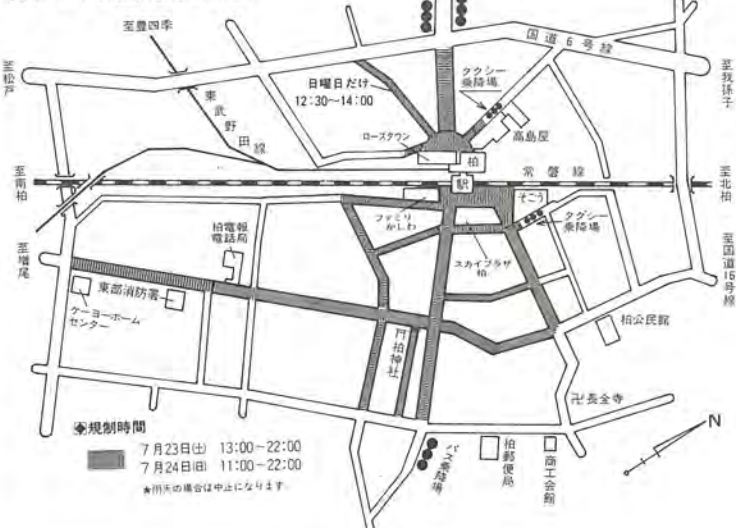 至豊四季
国道6号線
至松戸
至我孫子
タクシー
乗降場
日曜日だけ
12:30~14:00
東武野田線
ローズタウン
高島屋
柏
駅
常磐線
至南柏
至北柏
そごう
ファミリ
かしわ
タクシー
乗降場
スカイプラザ
柏
柏電報
電話局
至増尾
至国道16号線
東部消防署
ケーヨーホーム
センター
柏神社
柏公民館
卍長全寺
N
バス乗降場
柏郵便局
商工会館
◆規制時間
7月23日(土) 13:00~22:00
7月24日(日) 11:00~22:00
★雨天の場合は中止になります。